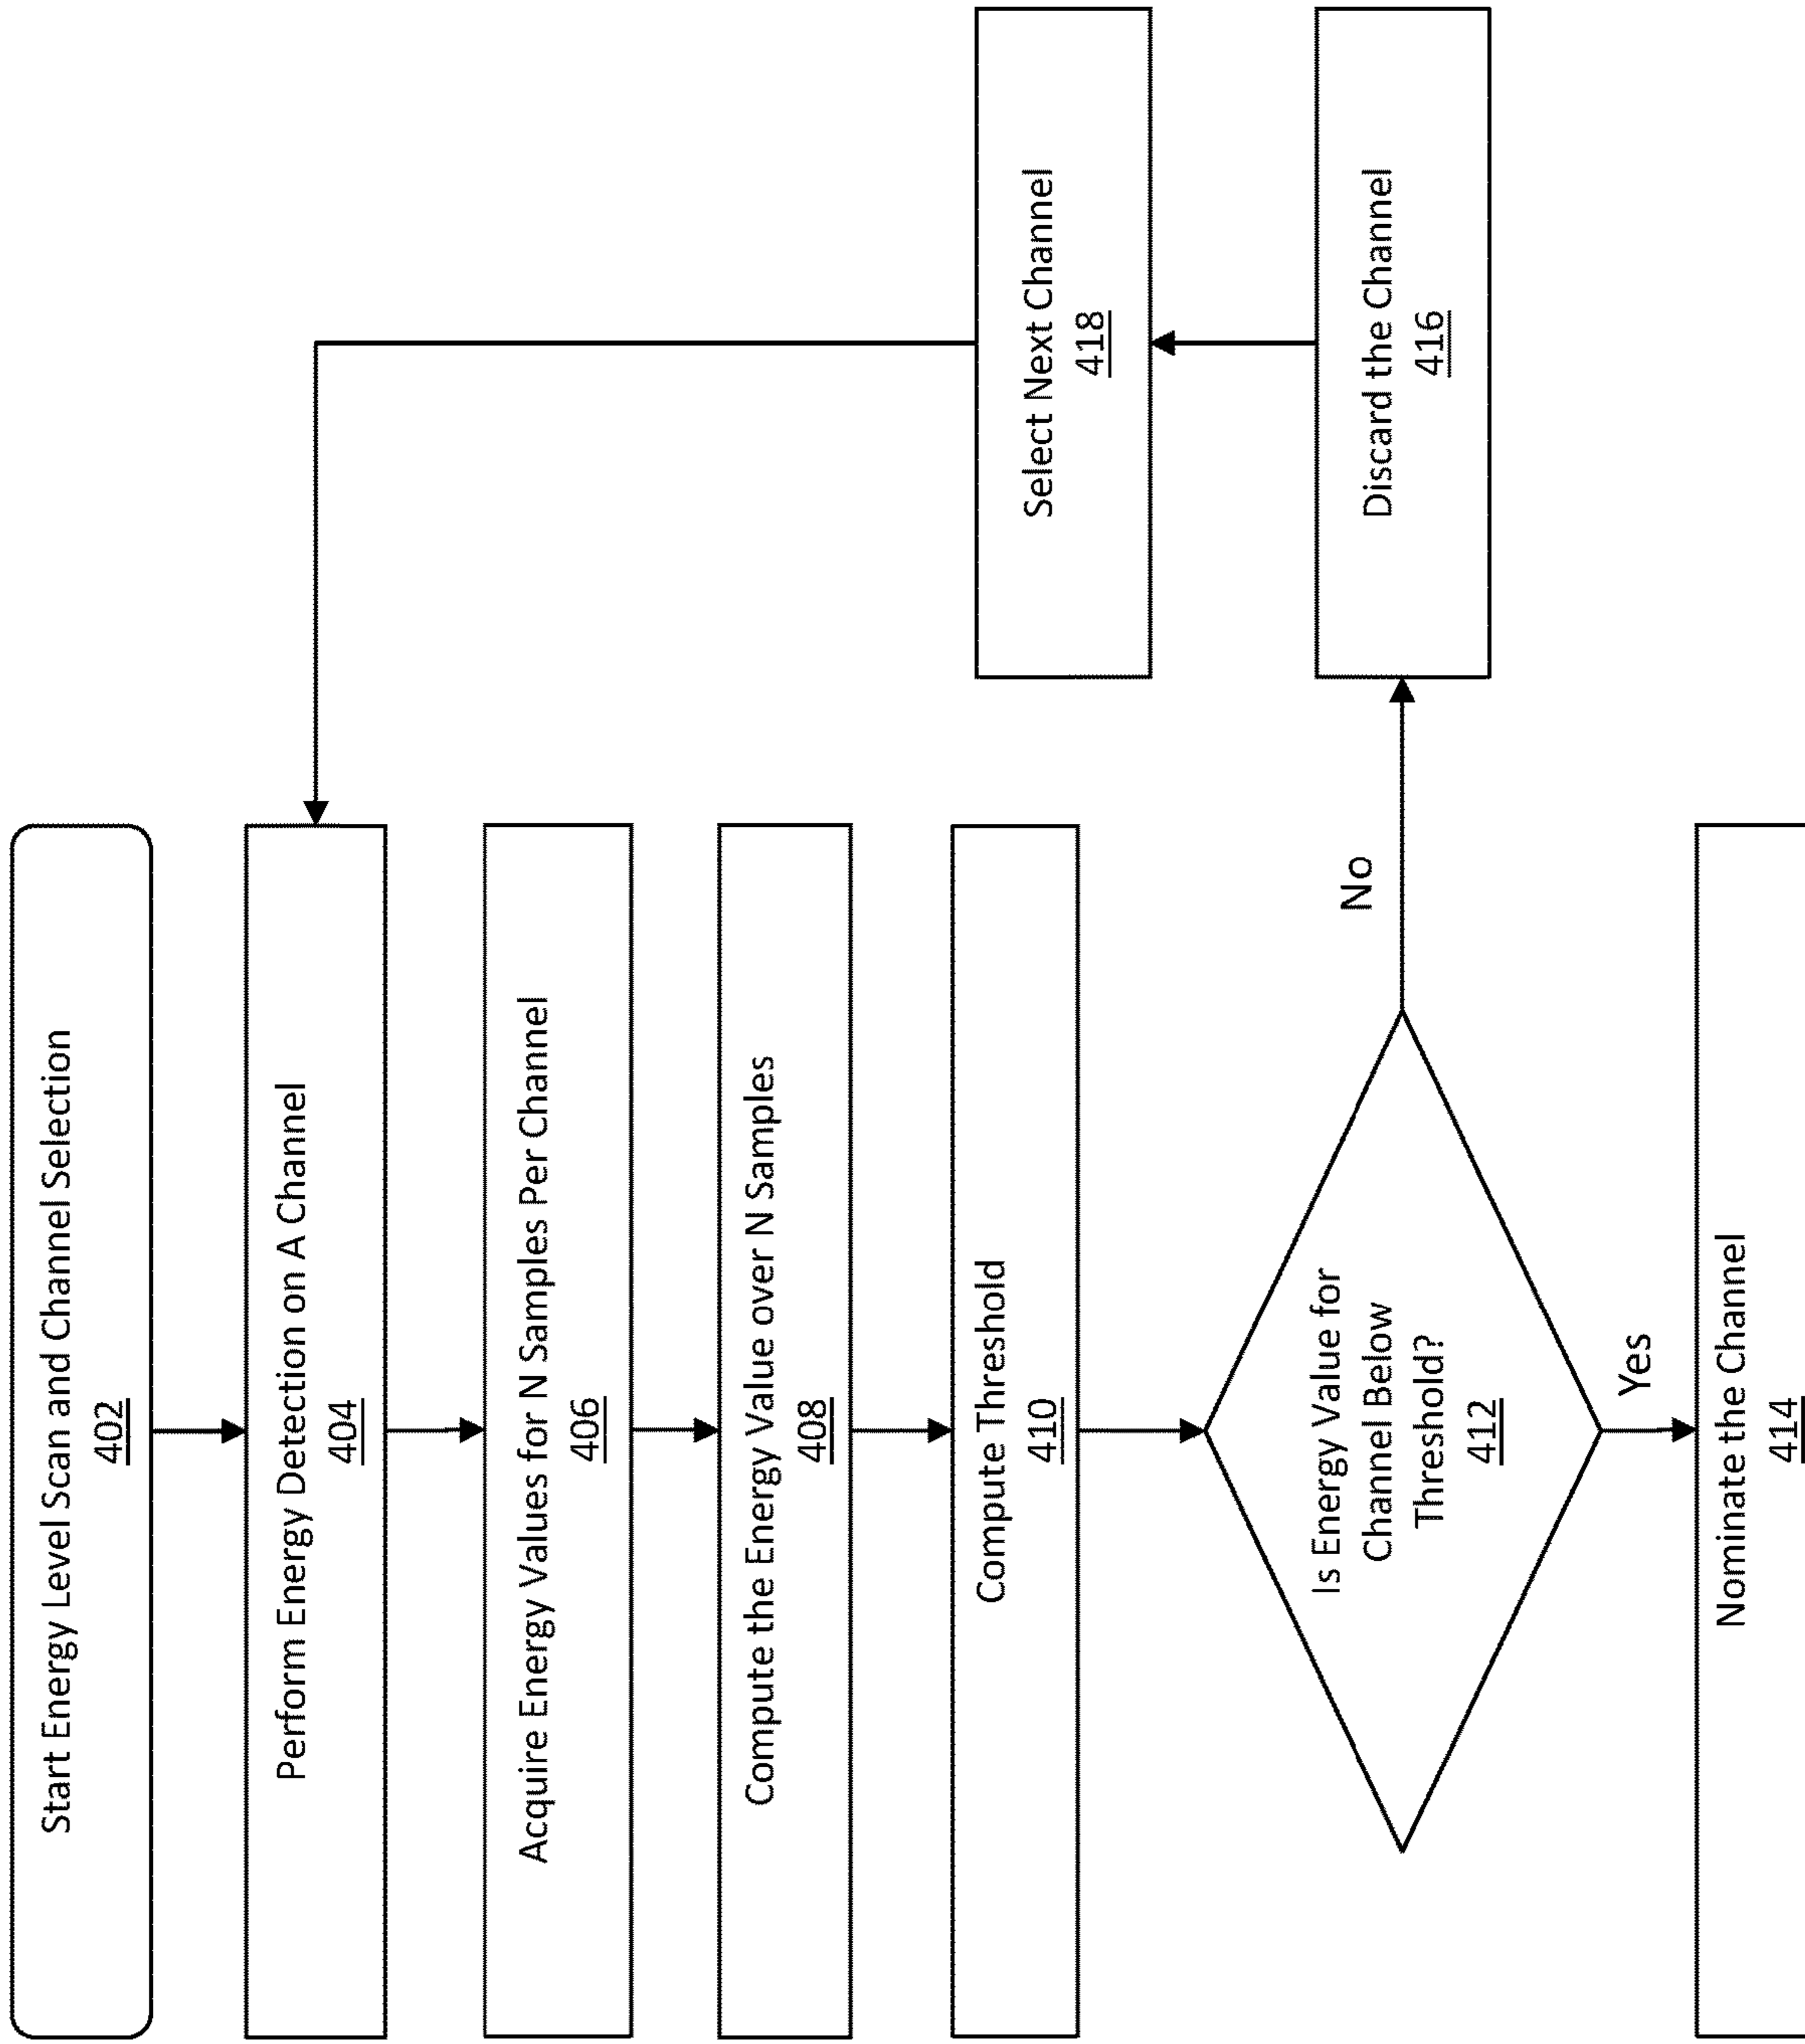 Start Energy Level Scan and Channel Selection
402
Perform Energy Detection on A Channel
404
Acquire Energy Values for N Samples Per Channel
406
Compute the Energy Value over N Samples
408
Compute Threshold
410
Is Energy Value for
Channel Below
Threshold?
412
No
Yes
Nominate the Channel
414
Discard the Channel
416
Select Next Channel
418